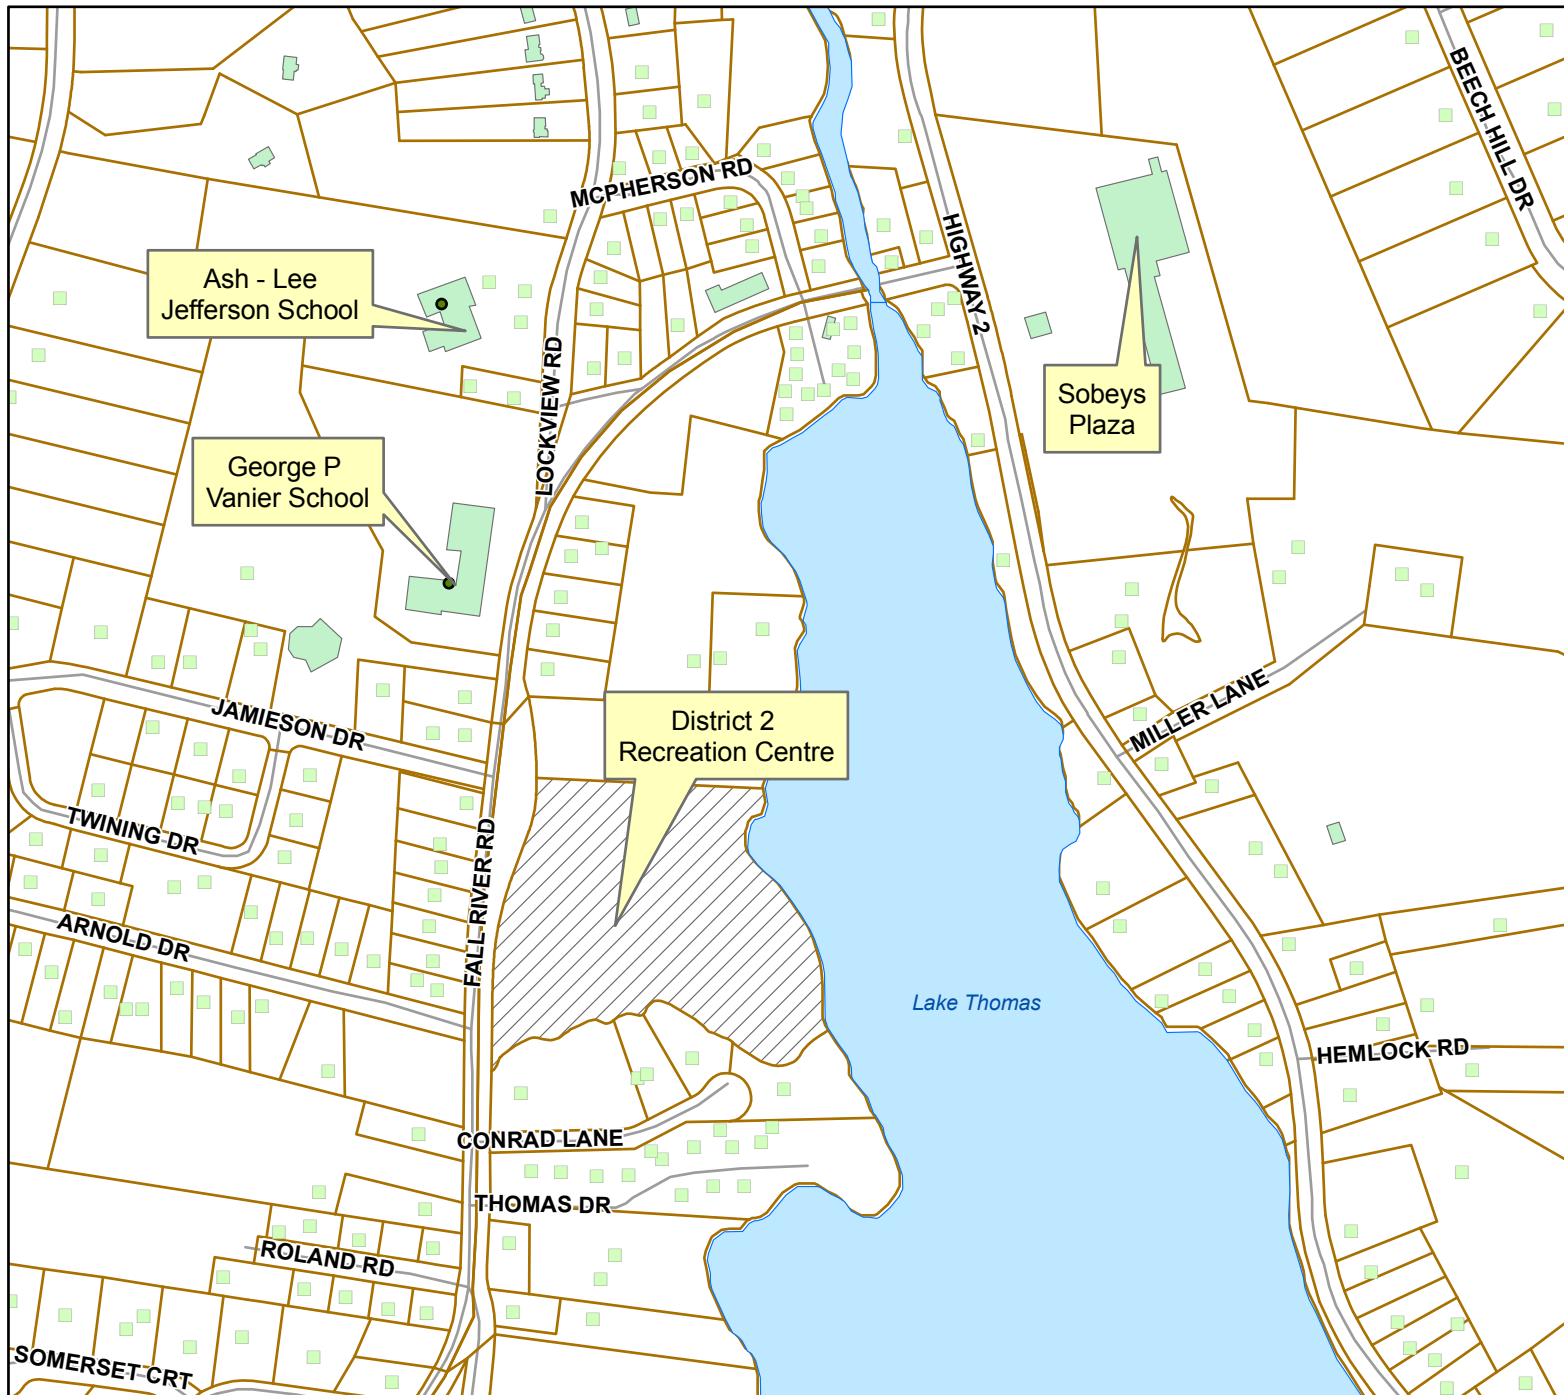 BEECH HILL DR
MCPHERSON RD
HIGHWAY 2
Ash - Lee
Jefferson School
LOCKVIEW RD
Sobeys
Plaza
George P
Vanier School
MILLER LANE
JAMIESON DR
District 2
Recreation Centre
TWINING DR
FALL RIVER RD
ARNOLD DR
Lake Thomas
HEMLOCK RD
CONRAD LANE
THOMAS DR
ROLAND RD
SOMERSET CRT